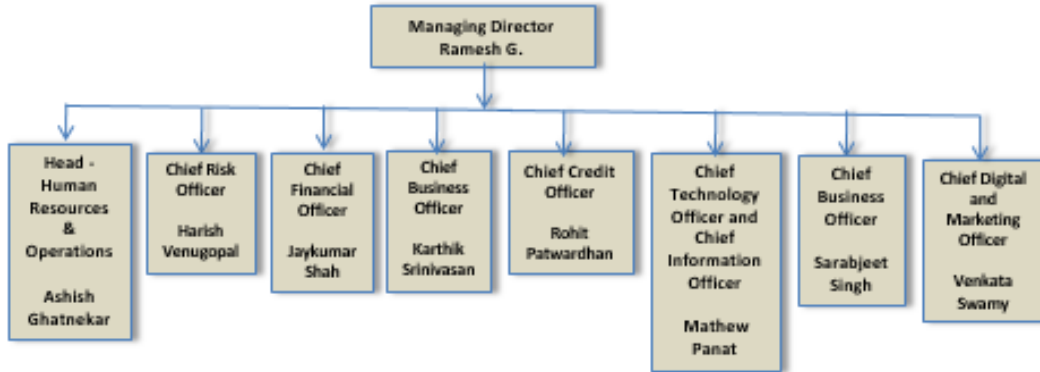 Managing Director
Ramesh G.
Head -
Human
Resources
&
Operations
Ashish
Ghatnekar
Chief Risk
Officer
Harish
Venugopal
Chief
Financial
Officer
Jaykumar
Shah
Chief
Business
Officer
Karthik
Srinivasan
Chief Credit
Officer
Rohit
Patwardhan
Chief
Technology
Officer and
Chief
Information
Officer
Mathew
Panat
Chief
Business
Officer
Sarabjeet
Singh
Chief Digital
and
Marketing
Officer
Venkata
Swamy